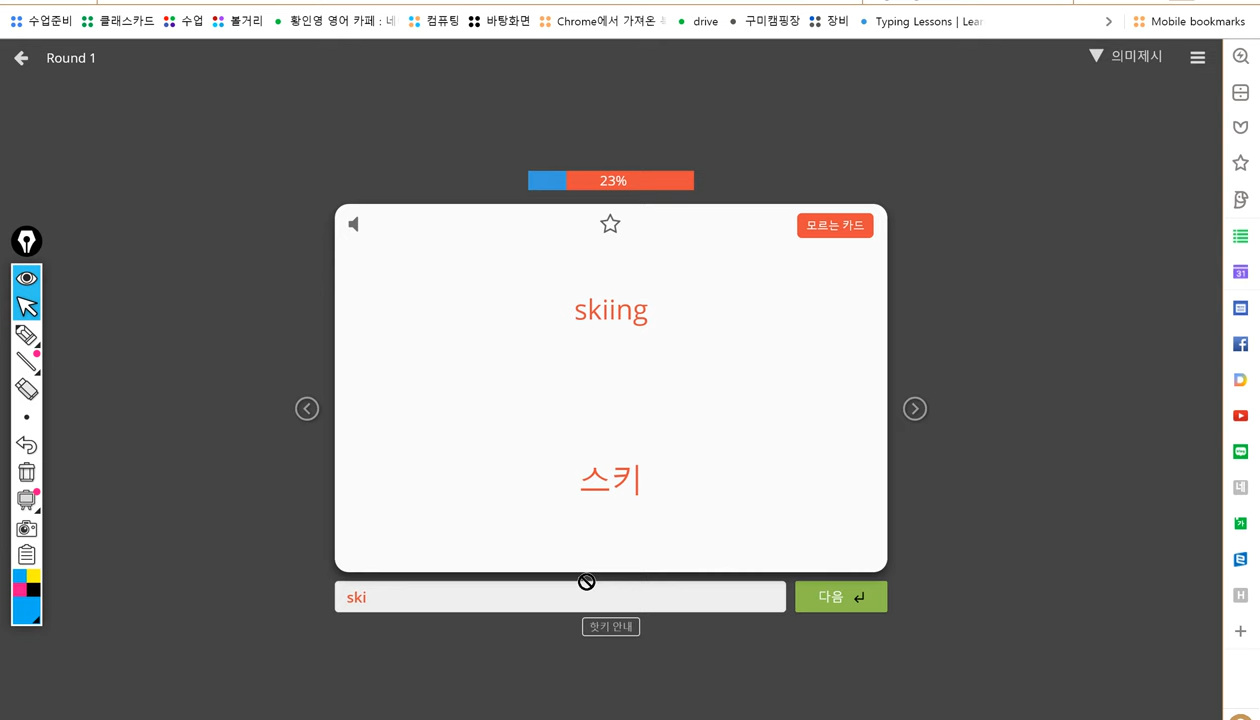 수업준비 클래스카드 수업 볼거리 황인영 영어 카페 : 네 컴퓨팅 바탕화면 Chrome에서 가져온 drive 구미캠핑장 장비 Typing Lessons | Lear Mobile bookmarks
Round 1 의미제시
23%
모르는 카드
skiing
스키
ski 다음
핫키 안내